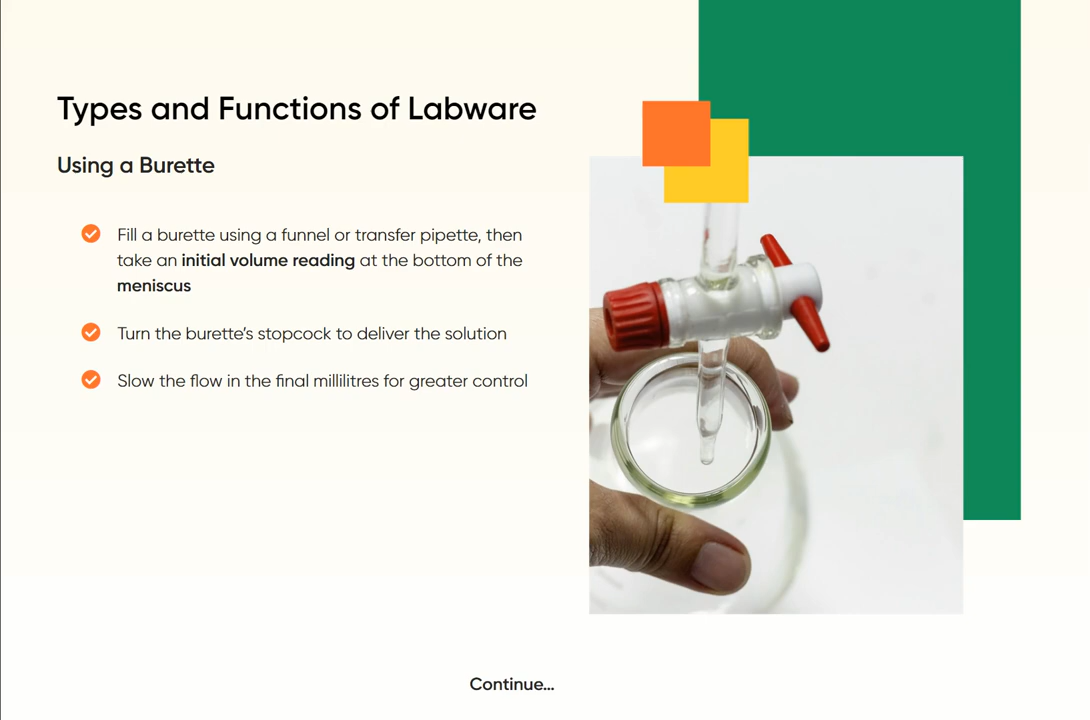 Types and Functions of Labware
Using a Burette
Fill a burette using a funnel or transfer pipette, then
take an initial volume reading at the bottom of the
meniscus
Turn the burette’s stopcock to deliver the solution
Slow the flow in the final millilitres for greater control
Continue...